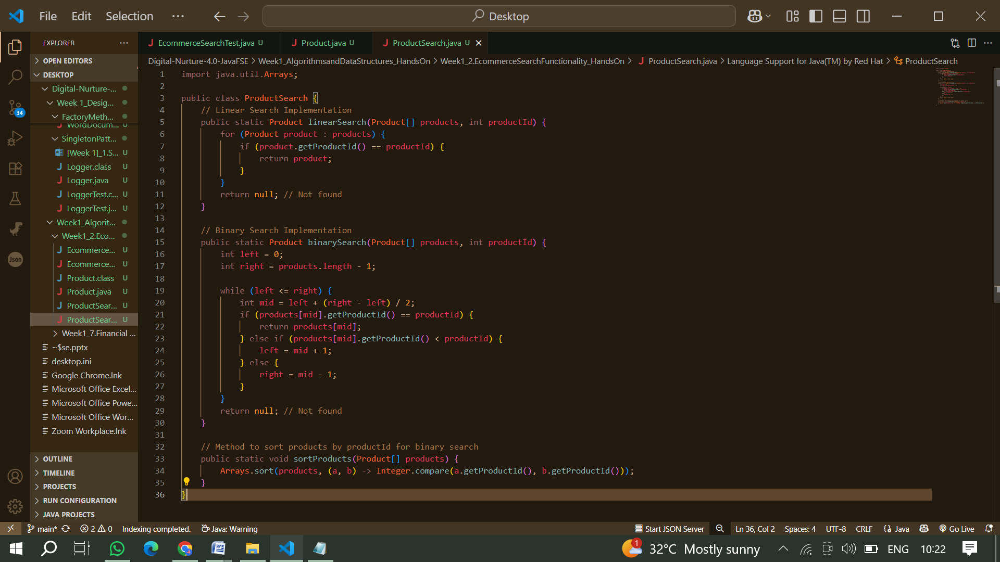 File Edit Selection ··· Desktop
EXPLORER ···
OPEN EDITORS
DESKTOP
Digital-Nurture-...
Week 1_Desig...
FactoryMeth...
WordDocum... U
SingletonPatt...
[Week 1]_1.S... U
Logger.class U
Logger.java U
LoggerTest.c... U
LoggerTest.j... U
Week1_Algorit...
Week1_2.Eco...
Ecommerce... U
Ecommerce... U
Product.class U
Product.java U
ProductSear... U
ProductSear... U
Week1_7.Financial ...
~$se.pptx
desktop.ini
Google Chrome.lnk
Microsoft Office Excel...
Microsoft Office Powe...
Microsoft Office Wor...
Zoom Workplace.lnk
OUTLINE
TIMELINE
PROJECTS
RUN CONFIGURATION
JAVA PROJECTS
34
Json
EcommerceSearchTest.java U Product.java U ProductSearch.java U
Digital-Nurture-4.0-JavaFSE > Week1_AlgorithmsandDataStructures_HandsOn > Week1_2.EcommerceSearchFunctionality_HandsOn > ProductSearch.java > Language Support for Java(TM) by Red Hat > ProductSearch
1 import java.util.Arrays;
2
3 public class ProductSearch {
4     // Linear Search Implementation
5     public static Product linearSearch(Product[] products, int productId) {
6         for (Product product : products) {
7             if (product.getProductId() == productId) {
8                 return product;
9             }
10         }
11         return null; // Not found
12     }
13
14     // Binary Search Implementation
15     public static Product binarySearch(Product[] products, int productId) {
16         int left = 0;
17         int right = products.length - 1;
18
19         while (left <= right) {
20             int mid = left + (right - left) / 2;
21             if (products[mid].getProductId() == productId) {
22                 return products[mid];
23             } else if (products[mid].getProductId() < productId) {
24                 left = mid + 1;
25             } else {
26                 right = mid - 1;
27             }
28         }
29         return null; // Not found
30     }
31
32     // Method to sort products by productId for binary search
33     public static void sortProducts(Product[] products) {
34         Arrays.sort(products, (a, b) -> Integer.compare(a.getProductId(), b.getProductId()));
35     }
36 }
main* 2 0 Indexing completed. Java: Warning Start JSON Server Ln 36, Col 2 Spaces: 4 UTF-8 CRLF Java Go Live
1 32°C Mostly sunny ENG 10:22